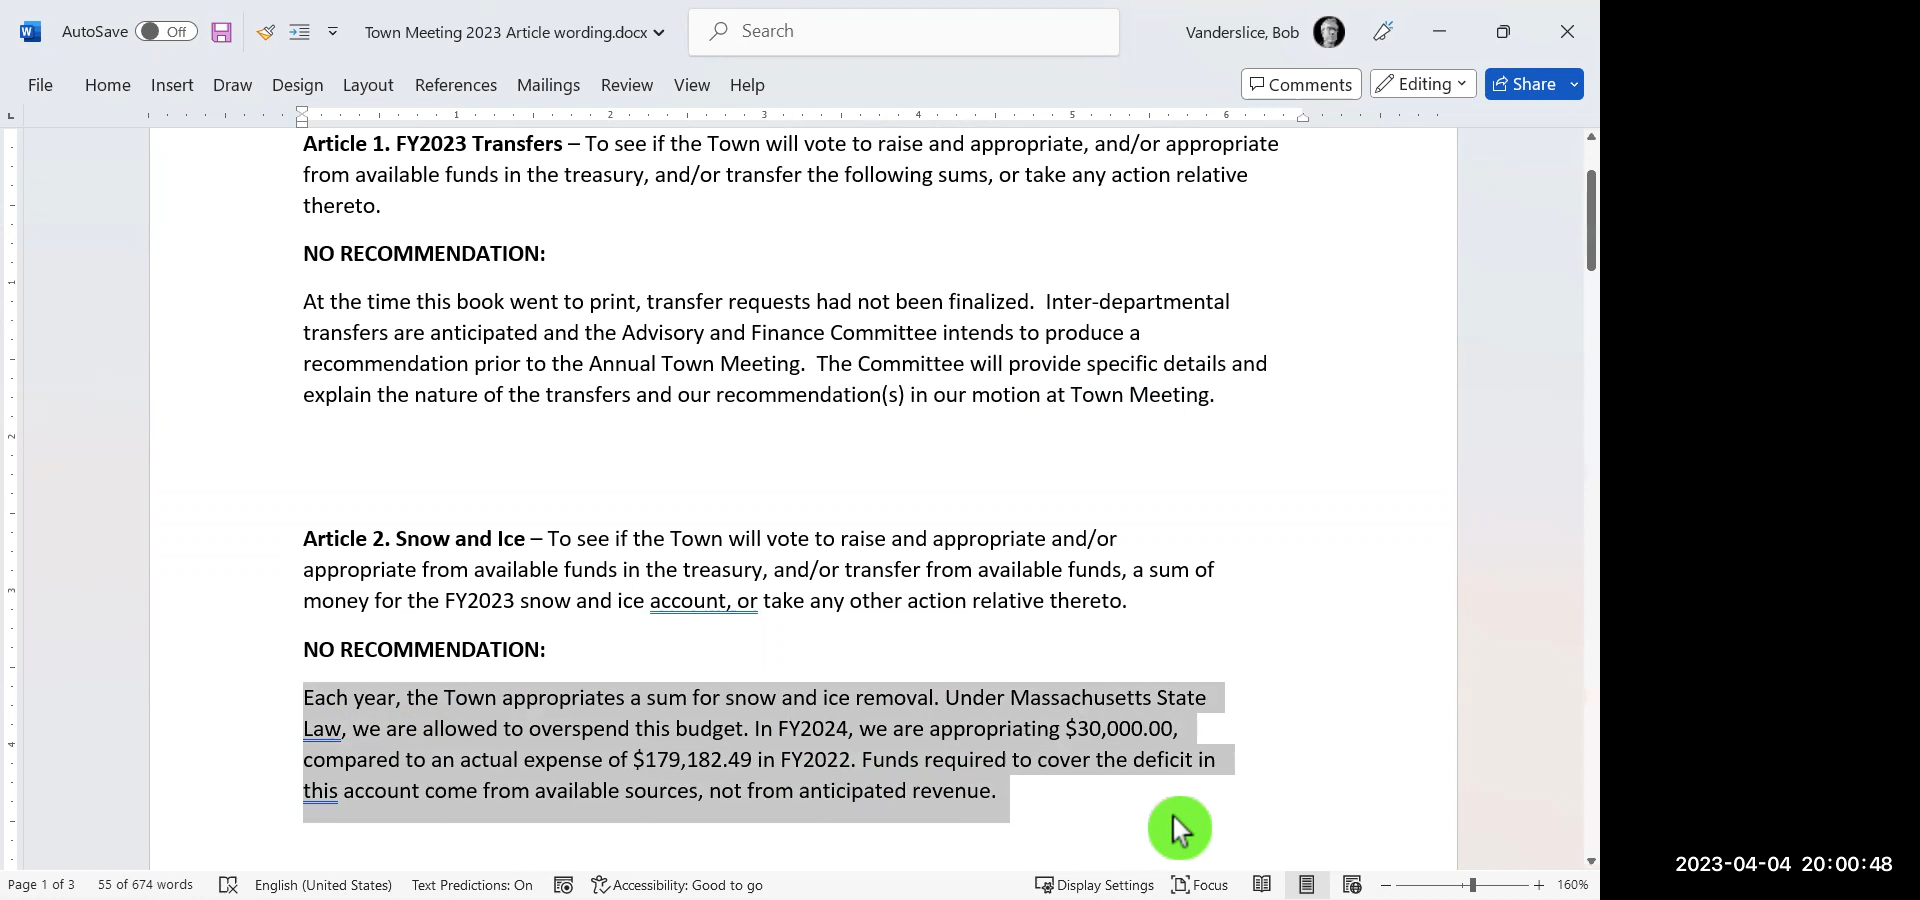 AutoSave Off Town Meeting 2023 Article wording.docx Search Vanderslice, Bob
File Home Insert Draw Design Layout References Mailings Review View Help Comments Editing Share
1 2 3 4 5 6
Article 1. FY2023 Transfers – To see if the Town will vote to raise and appropriate, and/or appropriate
from available funds in the treasury, and/or transfer the following sums, or take any action relative
thereto.
NO RECOMMENDATION:
At the time this book went to print, transfer requests had not been finalized.  Inter-departmental
transfers are anticipated and the Advisory and Finance Committee intends to produce a
recommendation prior to the Annual Town Meeting.  The Committee will provide specific details and
explain the nature of the transfers and our recommendation(s) in our motion at Town Meeting.
Article 2. Snow and Ice – To see if the Town will vote to raise and appropriate and/or
appropriate from available funds in the treasury, and/or transfer from available funds, a sum of
money for the FY2023 snow and ice account, or take any other action relative thereto.
NO RECOMMENDATION:
Each year, the Town appropriates a sum for snow and ice removal. Under Massachusetts State
Law, we are allowed to overspend this budget. In FY2024, we are appropriating $30,000.00,
compared to an actual expense of $179,182.49 in FY2022. Funds required to cover the deficit in
this account come from available sources, not from anticipated revenue.
1
2
3
4
2023-04-04 20:00:48
Page 1 of 3 55 of 674 words English (United States) Text Predictions: On Accessibility: Good to go Display Settings Focus 160%